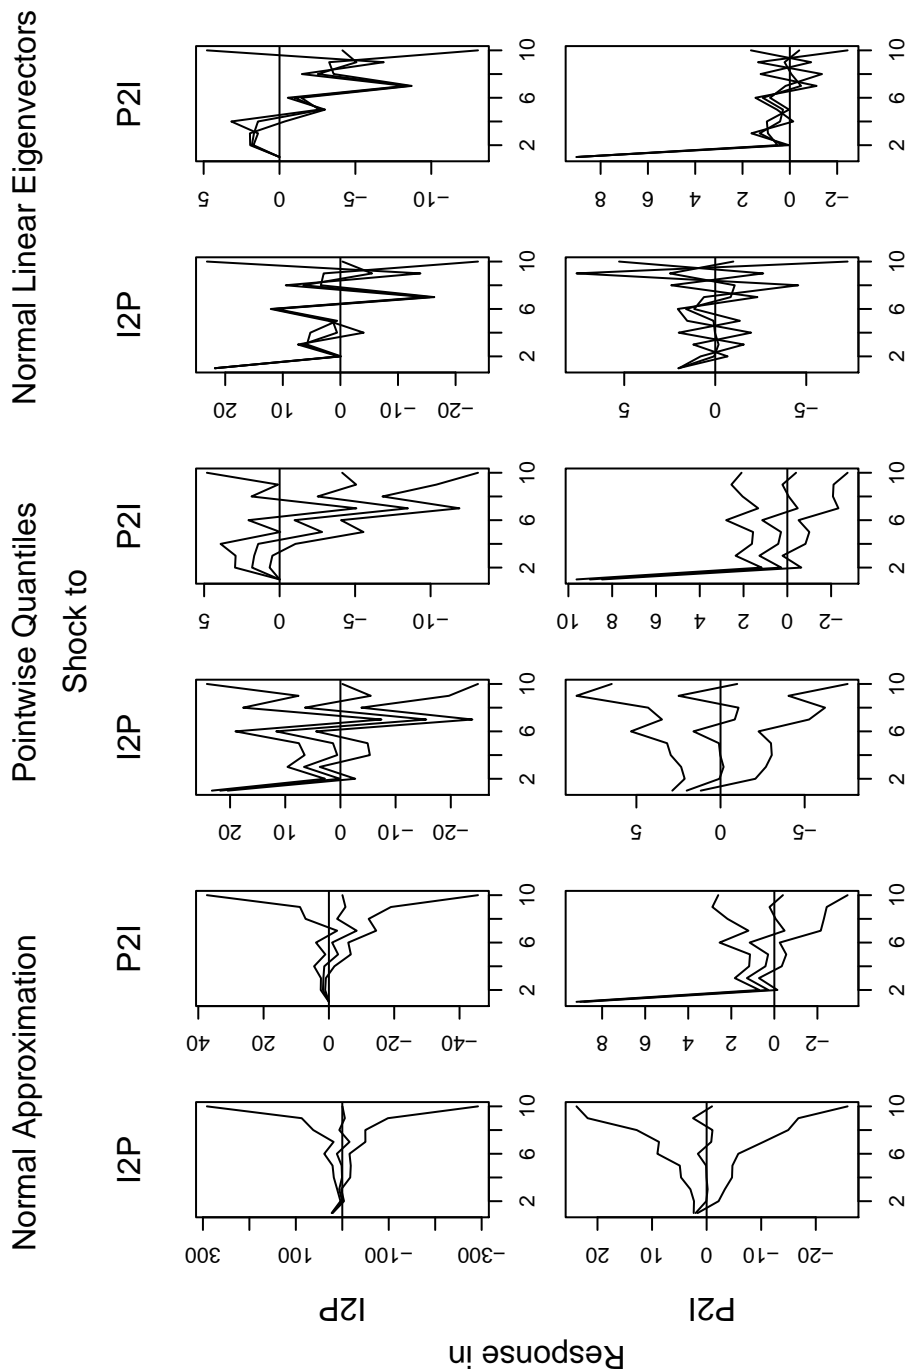 Normal Approximation
Pointwise Quantiles
Normal Linear Eigenvectors
Shock to
I2P
P2I
I2P
P2I
I2P
P2I
Response in
I2P
−300 −100 100 300
2 6 10
−40 −20 0 20 40
2 6 10
−20 −10 0 10 20
2 6 10
−10 −5 0 5
2 6 10
−20 −10 0 10 20
2 6 10
−10 −5 0 5
2 6 10
P2I
−20 −10 0 10 20
2 6 10
−2 0 2 4 6 8
2 6 10
−5 0 5
2 6 10
−2 0 2 4 6 8 10
2 6 10
−5 0 5
2 6 10
−2 0 2 4 6 8
2 6 10